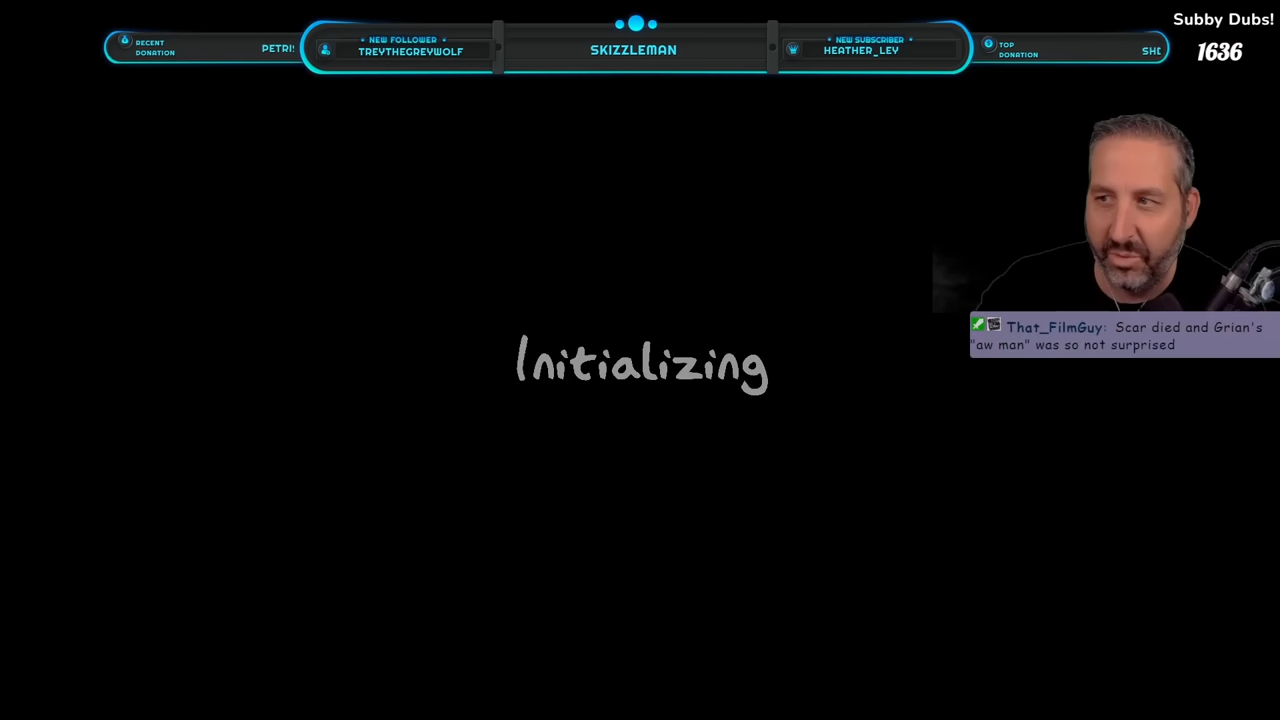 Subby Dubs!
1636
RECENT
DONATION
PETRI
NEW FOLLOWER
TREYTHEGREYWOLF
SKIZZLEMAN
NEW SUBSCRIBER
HEATHER_LEY
TOP
DONATION
That_FilmGuy: Scar died and Grian's
"aw man" was so not surprised
Initializing